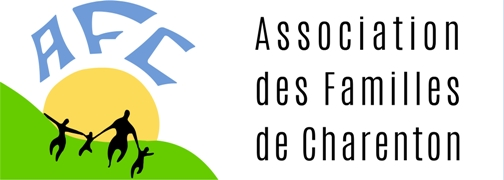 AFC
Association
des Familles
de Charenton